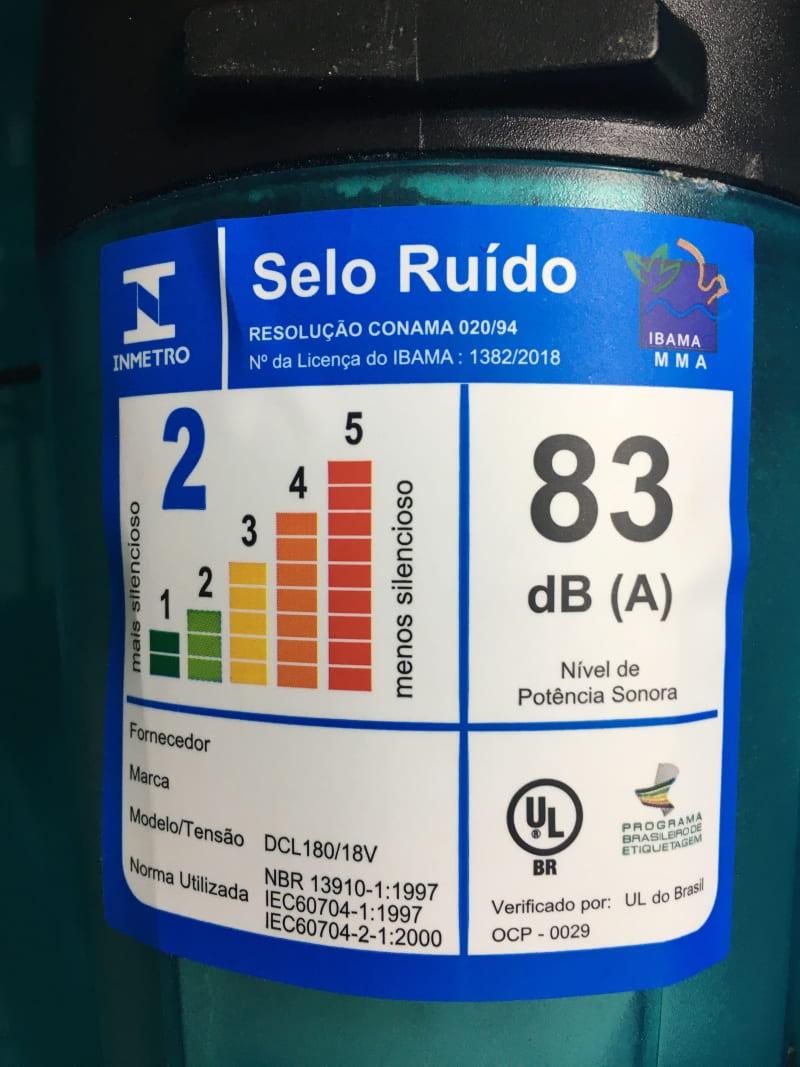 INMETRO
Selo Ruído
RESOLUÇÃO CONAMA 020/94
Nº da Licença do IBAMA : 1382/2018
IBAMA
MMA
2
mais silencioso
1
2
3
4
5
menos silencioso
83
dB (A)
Nível de
Potência Sonora
Fornecedor
Marca
Modelo/Tensão DCL180/18V
Norma Utilizada NBR 13910-1:1997
IEC60704-1:1997
IEC60704-2-1:2000
UL
®
BR
PROGRAMA
BRASILEIRO DE
ETIQUETAGEM
Verificado por: UL do Brasil
OCP - 0029